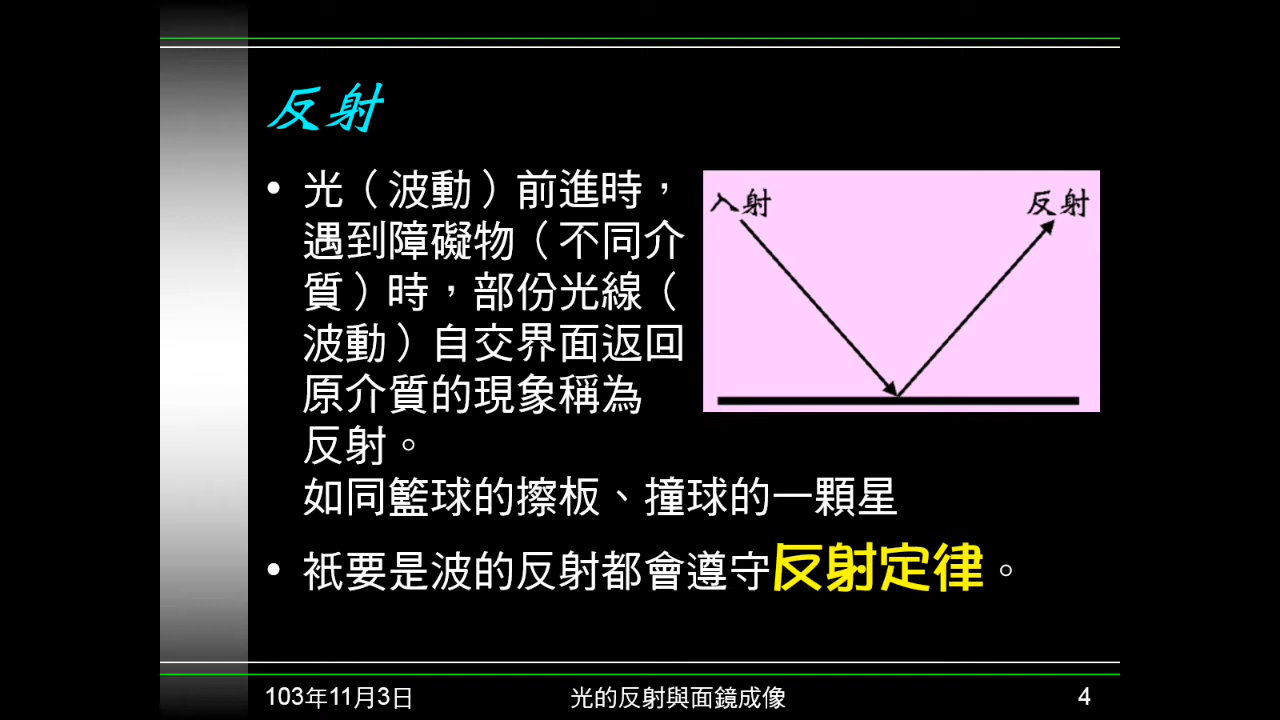 反射
• 光（波動）前進時，
遇到障礙物（不同介
質）時，部份光線（
波動）自交界面返回
原介質的現象稱為
反射。
如同籃球的擦板、撞球的一顆星
• 祇要是波的反射都會遵守反射定律。
入射
反射
103年11月3日
光的反射與面鏡成像
4